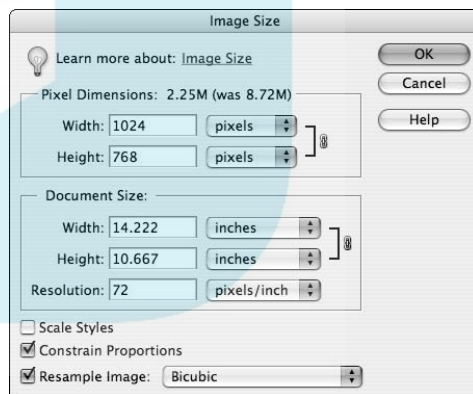 Image Size
Learn more about: Image Size
OK
Cancel
Help
Pixel Dimensions: 2.25M (was 8.72M)
Width: 1024 pixels
Height: 768 pixels
Document Size:
Width: 14.222 inches
Height: 10.667 inches
Resolution: 72 pixels/inch
Scale Styles
Constrain Proportions
Resample Image: Bicubic